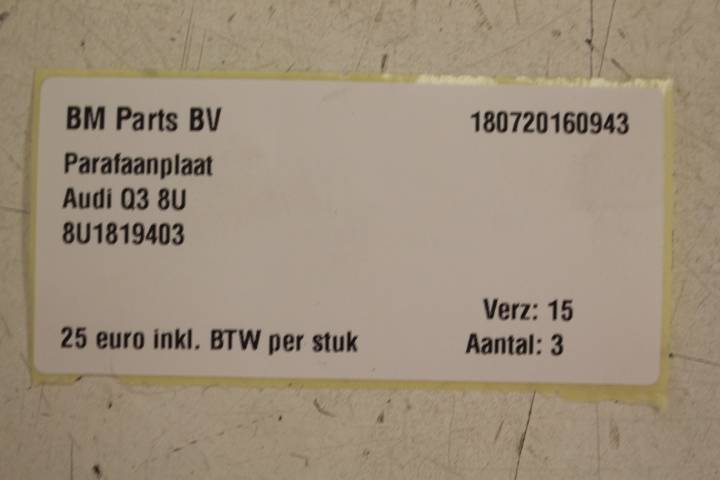 BM Parts BV 180720160943
Parafaanplaat
Audi Q3 8U
8U1819403
Verz: 15
25 euro inkl. BTW per stuk Aantal: 3